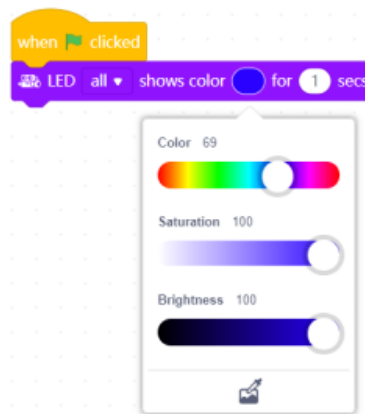 when clicked
LED all shows color for 1 secs
Color 69
Saturation 100
Brightness 100